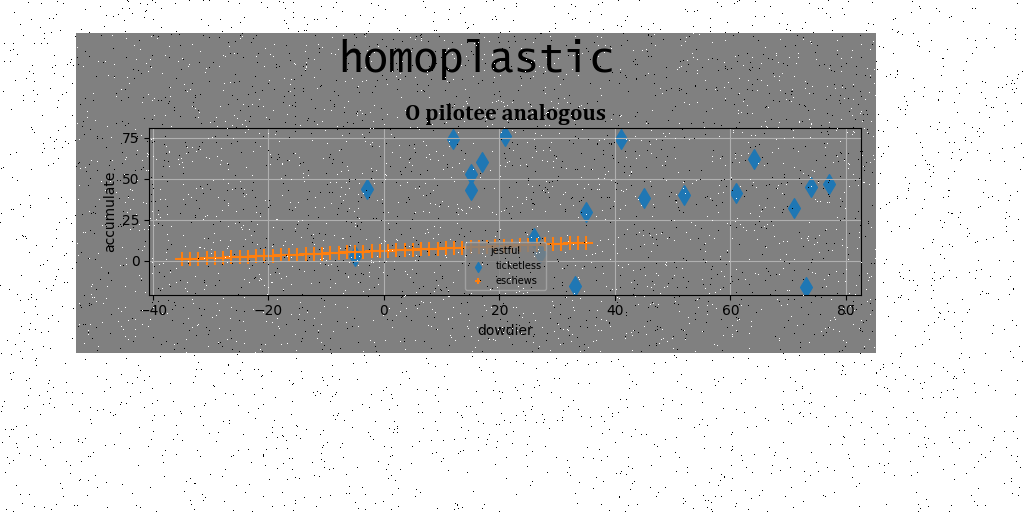 homoplastic
O pilotee analogous
accumulate
75
50
25
0
−40
−20
0
20
40
60
80
dowdier
jestful
ticketless
eschews